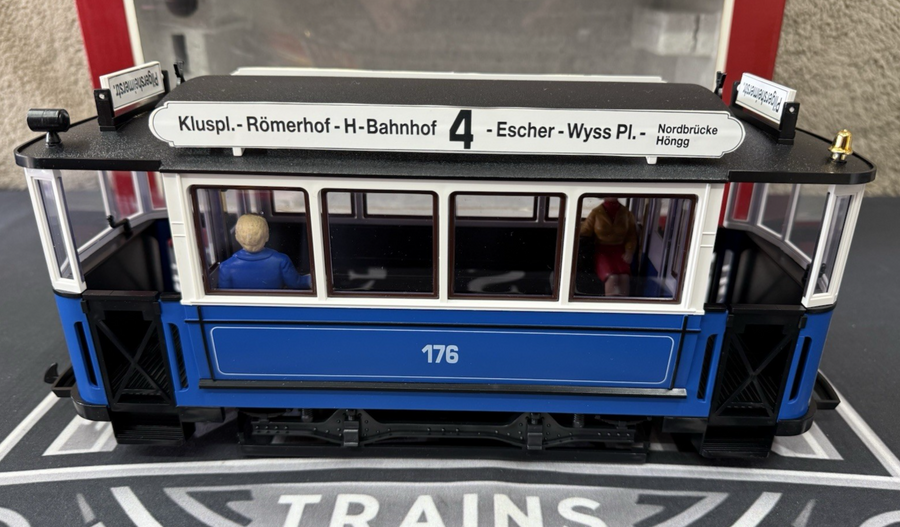 Kluspl.- Römerhof - H-Bahnhof 4 - Escher - Wyss Pl. - Nordbrücke
Höngg
176
TRAINS